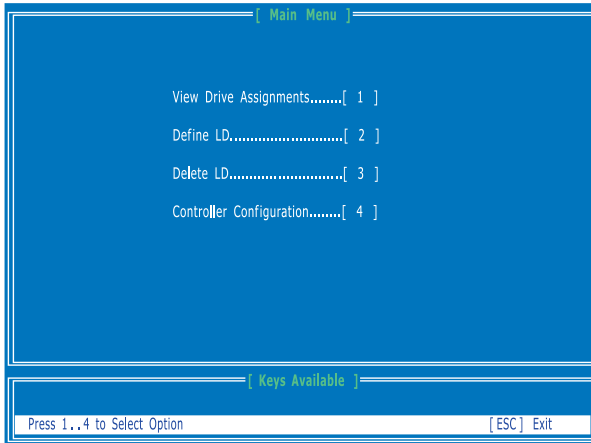 [ Main Menu ]
View Drive Assignments........[ 1 ]
Define LD..........................[ 2 ]
Delete LD..........................[ 3 ]
Controller Configuration........[ 4 ]
[ Keys Available ]
Press 1..4 to Select Option [ESC] Exit